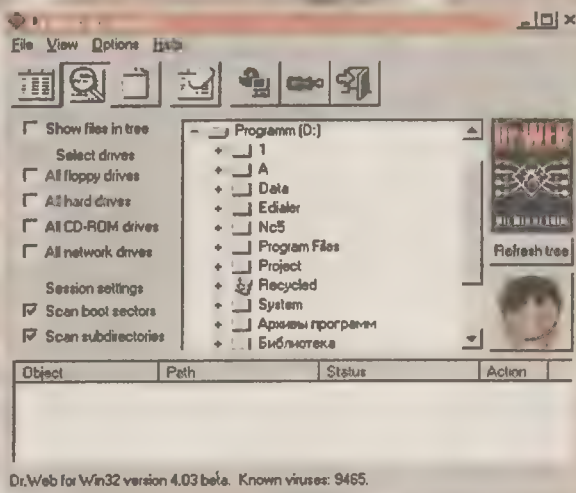 File View Options Help
Show files in tree
Select drives
All floppy drives
All hard drives
All CD-ROM drives
All network drives
Session settings
Scan boot sectors
Scan subdirectories
Programm (D:)
1
A
Data
Edialer
Nc5
Program Files
Project
Recycled
System
Архивы программ
Библиотека
DR.WEB
Refresh tree
Object Path Status Action
Dr.Web for Win32 version 4.03 beta. Known viruses: 9465.